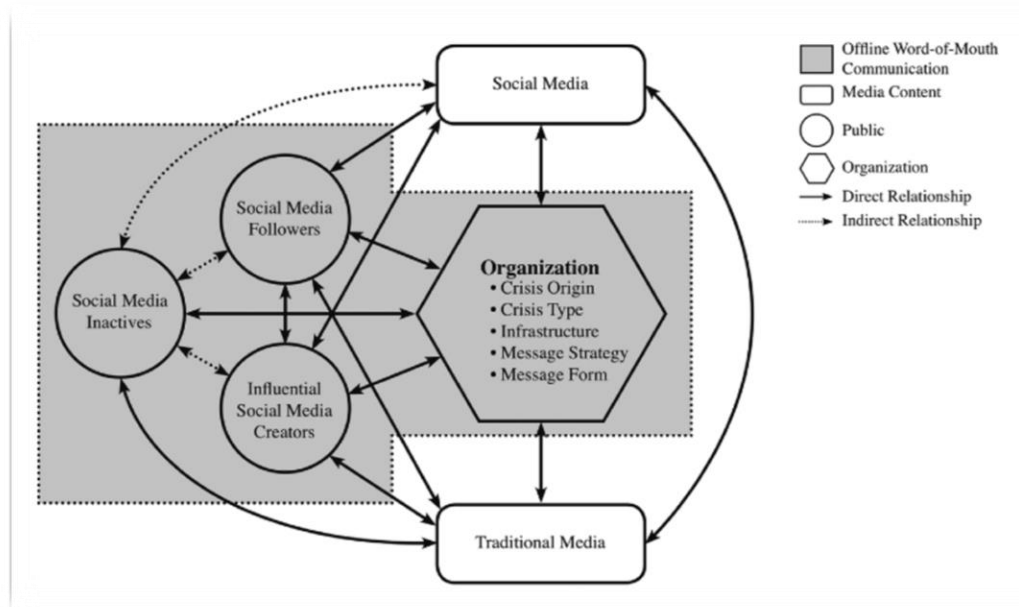 Social Media
Offline Word-of-Mouth
Communication
Media Content
Public
Organization
Direct Relationship
Indirect Relationship
Social Media
Followers
Social Media
Inactives
Influential
Social Media
Creators
Organization
• Crisis Origin
• Crisis Type
• Infrastructure
• Message Strategy
• Message Form
Traditional Media